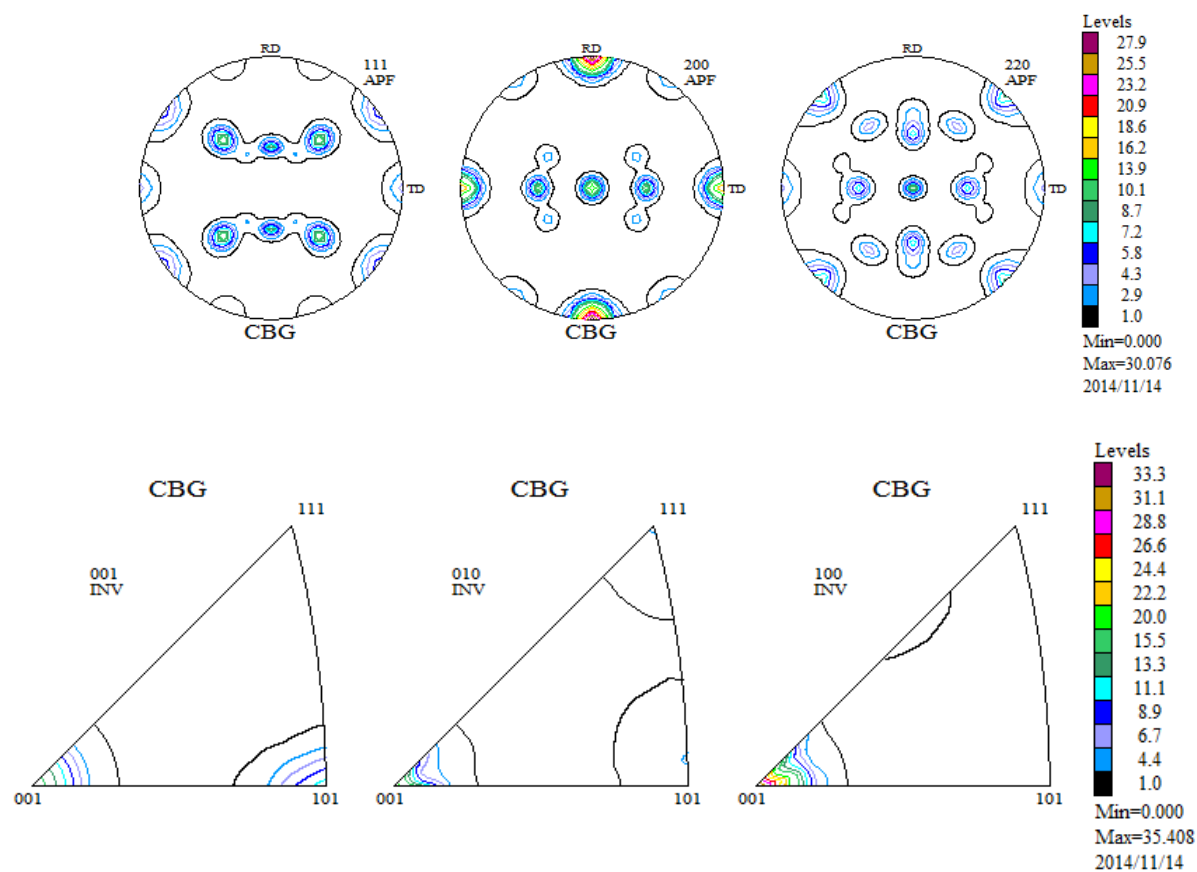 Levels
27.9
25.5
23.2
20.9
18.6
16.2
13.9
10.1
8.7
7.2
5.8
4.3
2.9
1.0
Min=0.000
Max=30.076
2014/11/14
RD
111
APF
TD
CBG
RD
200
APF
TD
CBG
RD
220
APF
TD
CBG
CBG
111
001
INV
001
101
CBG
111
010
INV
001
101
CBG
111
100
INV
001
101
Levels
33.3
31.1
28.8
26.6
24.4
22.2
20.0
15.5
13.3
11.1
8.9
6.7
4.4
1.0
Min=0.000
Max=35.408
2014/11/14